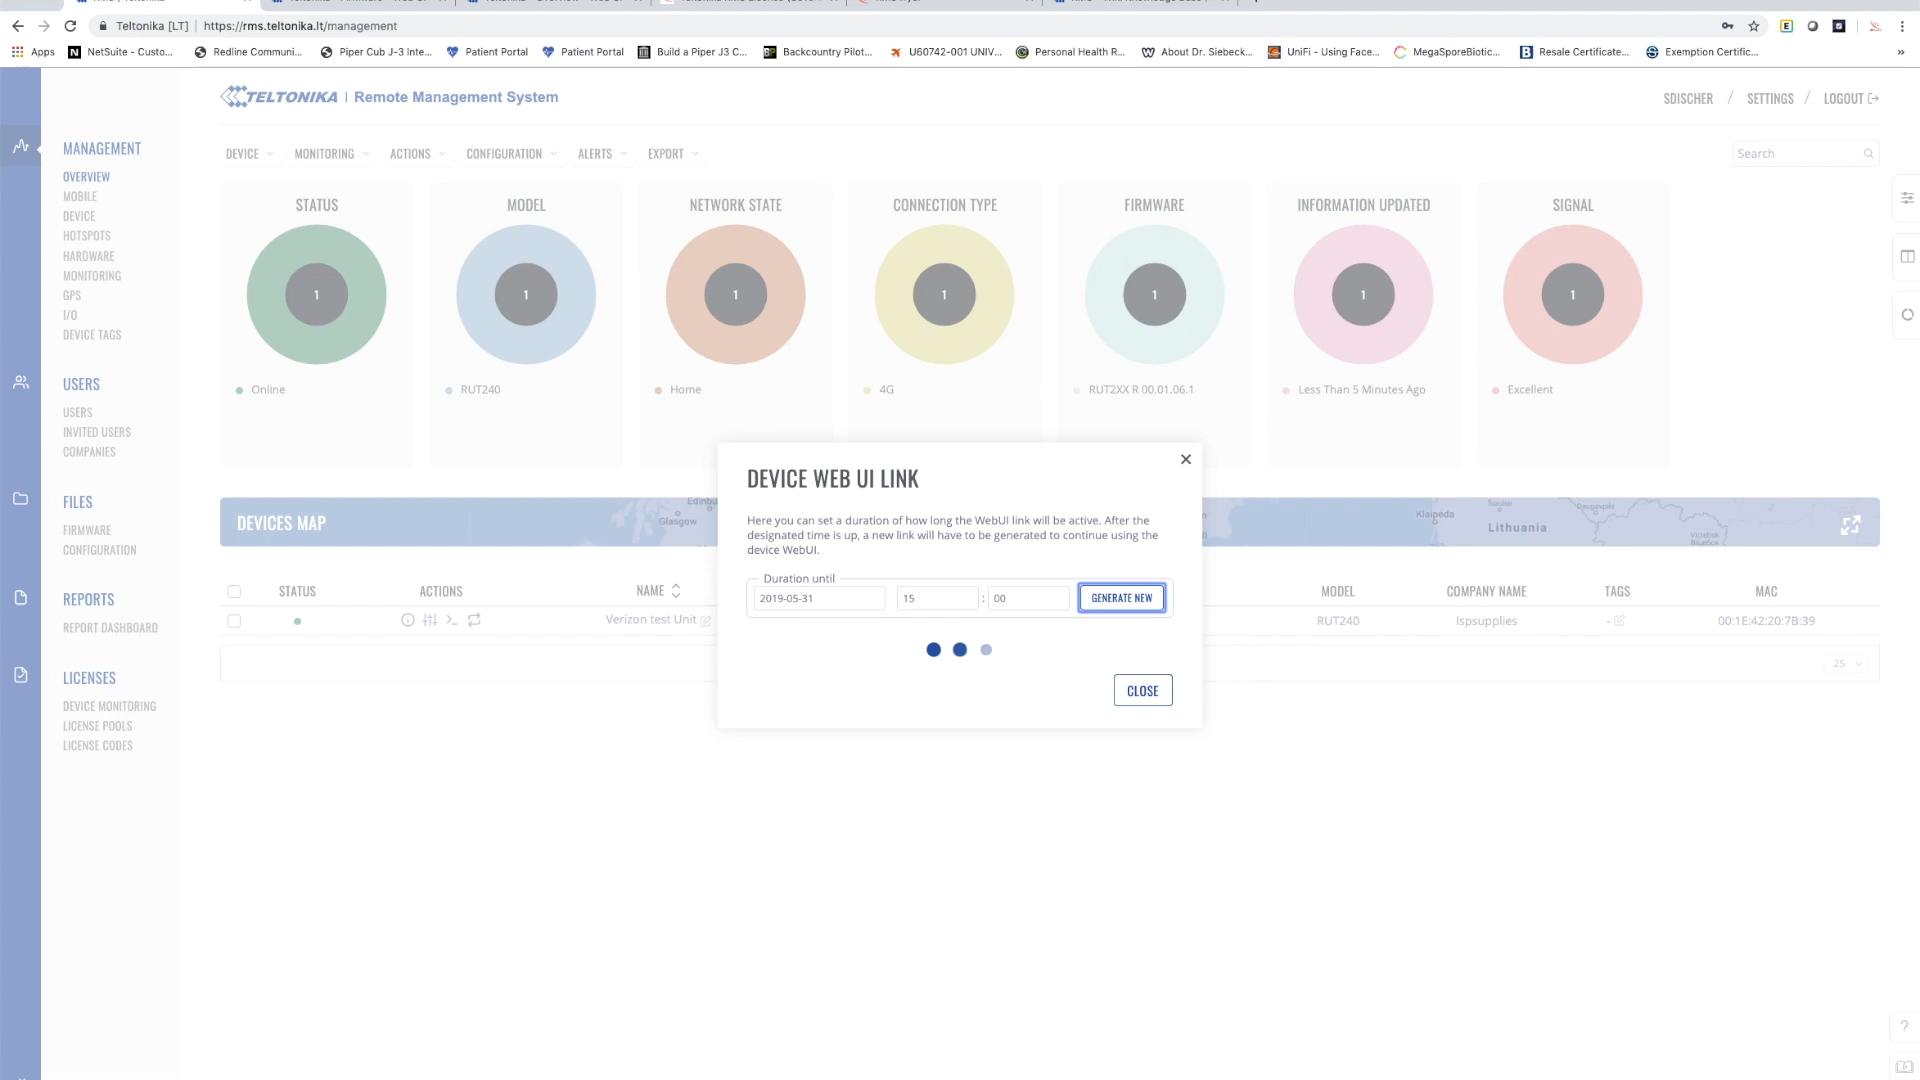 Teltonika [LT] | https://rms.teltonika.lt/management
Apps
NetSuite - Custo...
Redline Communi...
Piper Cub J-3 Inte...
Patient Portal
Patient Portal
Build a Piper J3 C...
Backcountry Pilot...
U60742-001 UNIV...
Personal Health R...
About Dr. Siebeck...
UniFi - Using Face...
MegaSporeBiotic...
Resale Certificate...
Exemption Certific...
»
TELTONIKA | Remote Management System
SDISCHER / SETTINGS / LOGOUT
MANAGEMENT
OVERVIEW
MOBILE
DEVICE
HOTSPOTS
HARDWARE
MONITORING
GPS
I/O
DEVICE TAGS
USERS
USERS
INVITED USERS
COMPANIES
FILES
FIRMWARE
CONFIGURATION
REPORTS
REPORT DASHBOARD
LICENSES
DEVICE MONITORING
LICENSE POOLS
LICENSE CODES
DEVICE
MONITORING
ACTIONS
CONFIGURATION
ALERTS
EXPORT
Search
STATUS
1
Online
MODEL
1
RUT240
NETWORK STATE
1
Home
CONNECTION TYPE
1
4G
FIRMWARE
1
RUT2XX R 00.01.06.1
INFORMATION UPDATED
1
Less Than 5 Minutes Ago
SIGNAL
1
Excellent
DEVICES MAP
Glasgow
Klaipėda
Lithuania
STATUS ACTIONS NAME MODEL COMPANY NAME TAGS MAC
Verizon test Unit RUT240 Ispsupplies - 00:1E:42:20:7B:39
25
DEVICE WEB UI LINK
Here you can set a duration of how long the WebUI link will be active. After the
designated time is up, a new link will have to be generated to continue using the
device WebUI.
Duration until
2019-05-31 15 : 00 GENERATE NEW
CLOSE
?